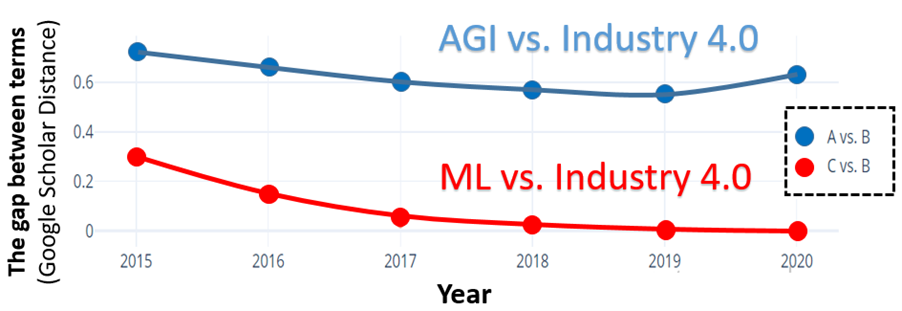 AGI vs. Industry 4.0
The gap between terms
(Google Scholar Distance)
0.6
0.4
0.2
0
A vs. B
C vs. B
ML vs. Industry 4.0
2015 2016 2017 2018 2019 2020
Year